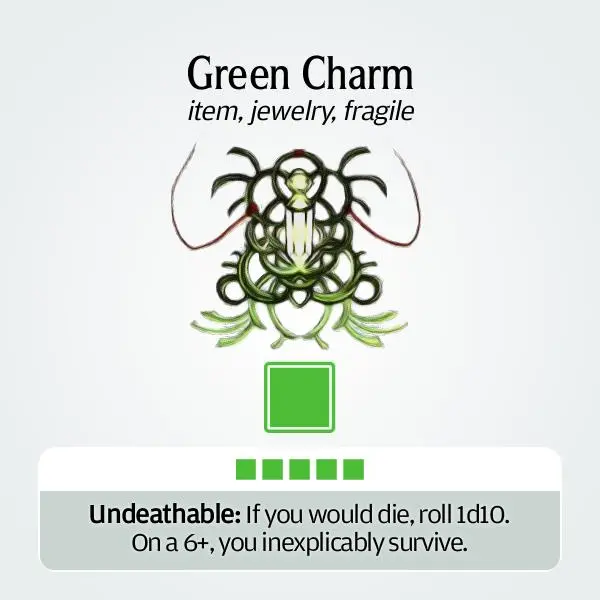 Green Charm
item, jewelry, fragile
Undeathable: If you would die, roll 1d10.
On a 6+, you inexplicably survive.